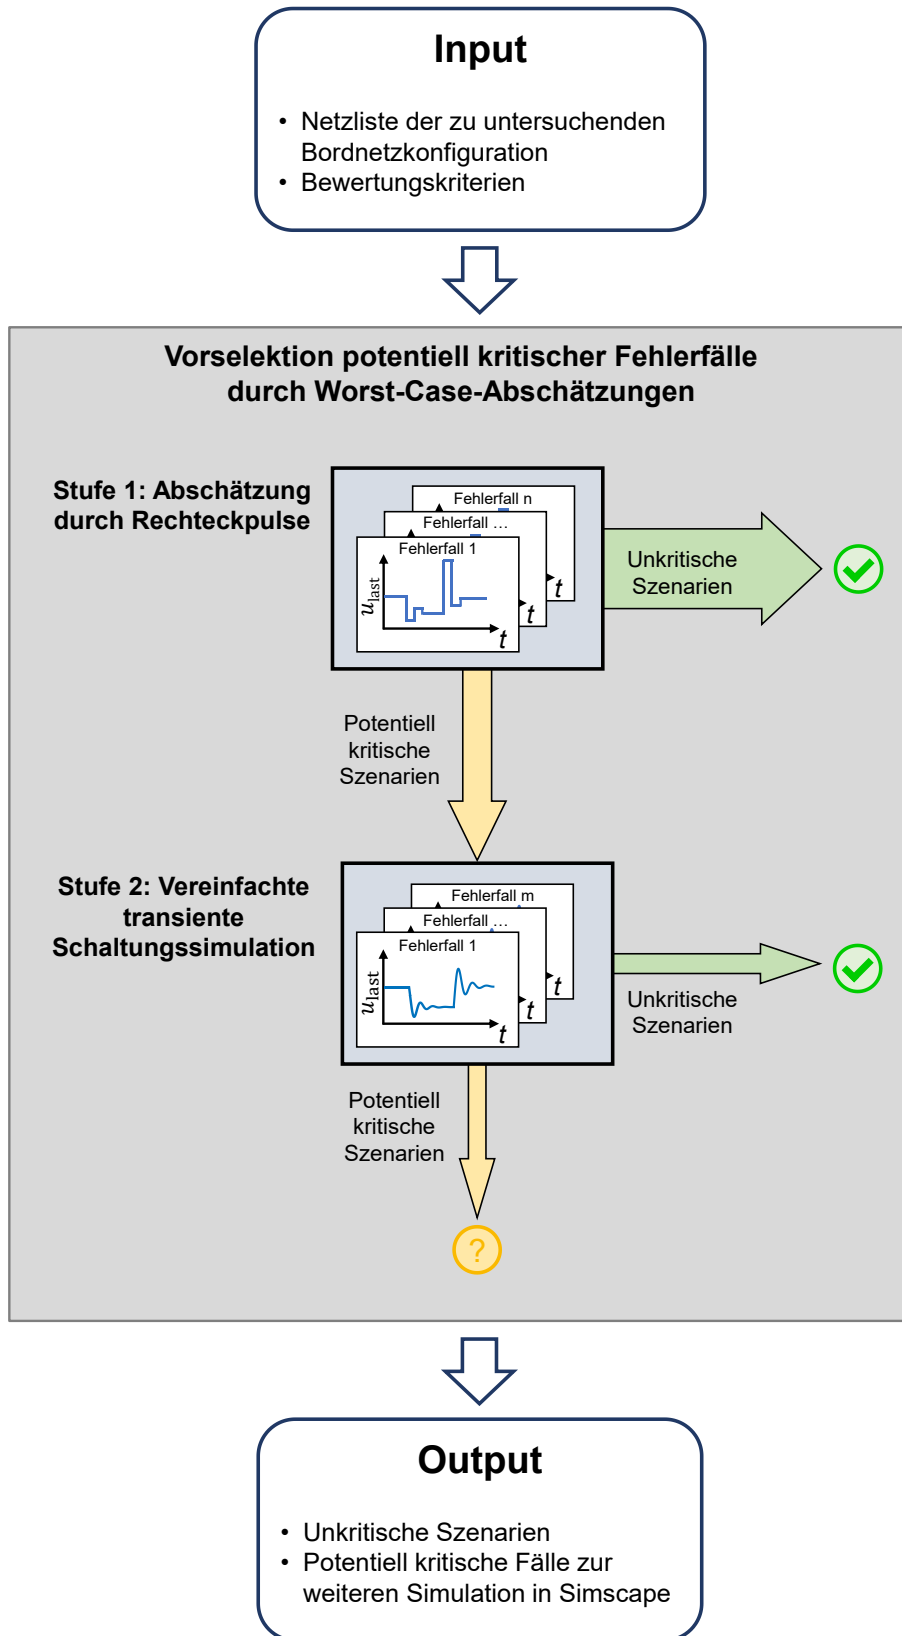 Input
• Netzliste der zu untersuchenden
Bordnetzkonfiguration
• Bewertungskriterien
Vorselektion potentiell kritischer Fehlerfälle
durch Worst-Case-Abschätzungen
Stufe 1: Abschätzung
durch Rechteckpulse
Fehlerfall n
t
Fehlerfall ...
t
Fehlerfall 1
u_last
t
Unkritische
Szenarien
Potentiell
kritische
Szenarien
Stufe 2: Vereinfachte
transiente
Schaltungssimulation
Fehlerfall m
t
Fehlerfall ...
t
Fehlerfall 1
u_last
t
Unkritische
Szenarien
Potentiell
kritische
Szenarien
?
Output
• Unkritische Szenarien
• Potentiell kritische Fälle zur
weiteren Simulation in Simscape